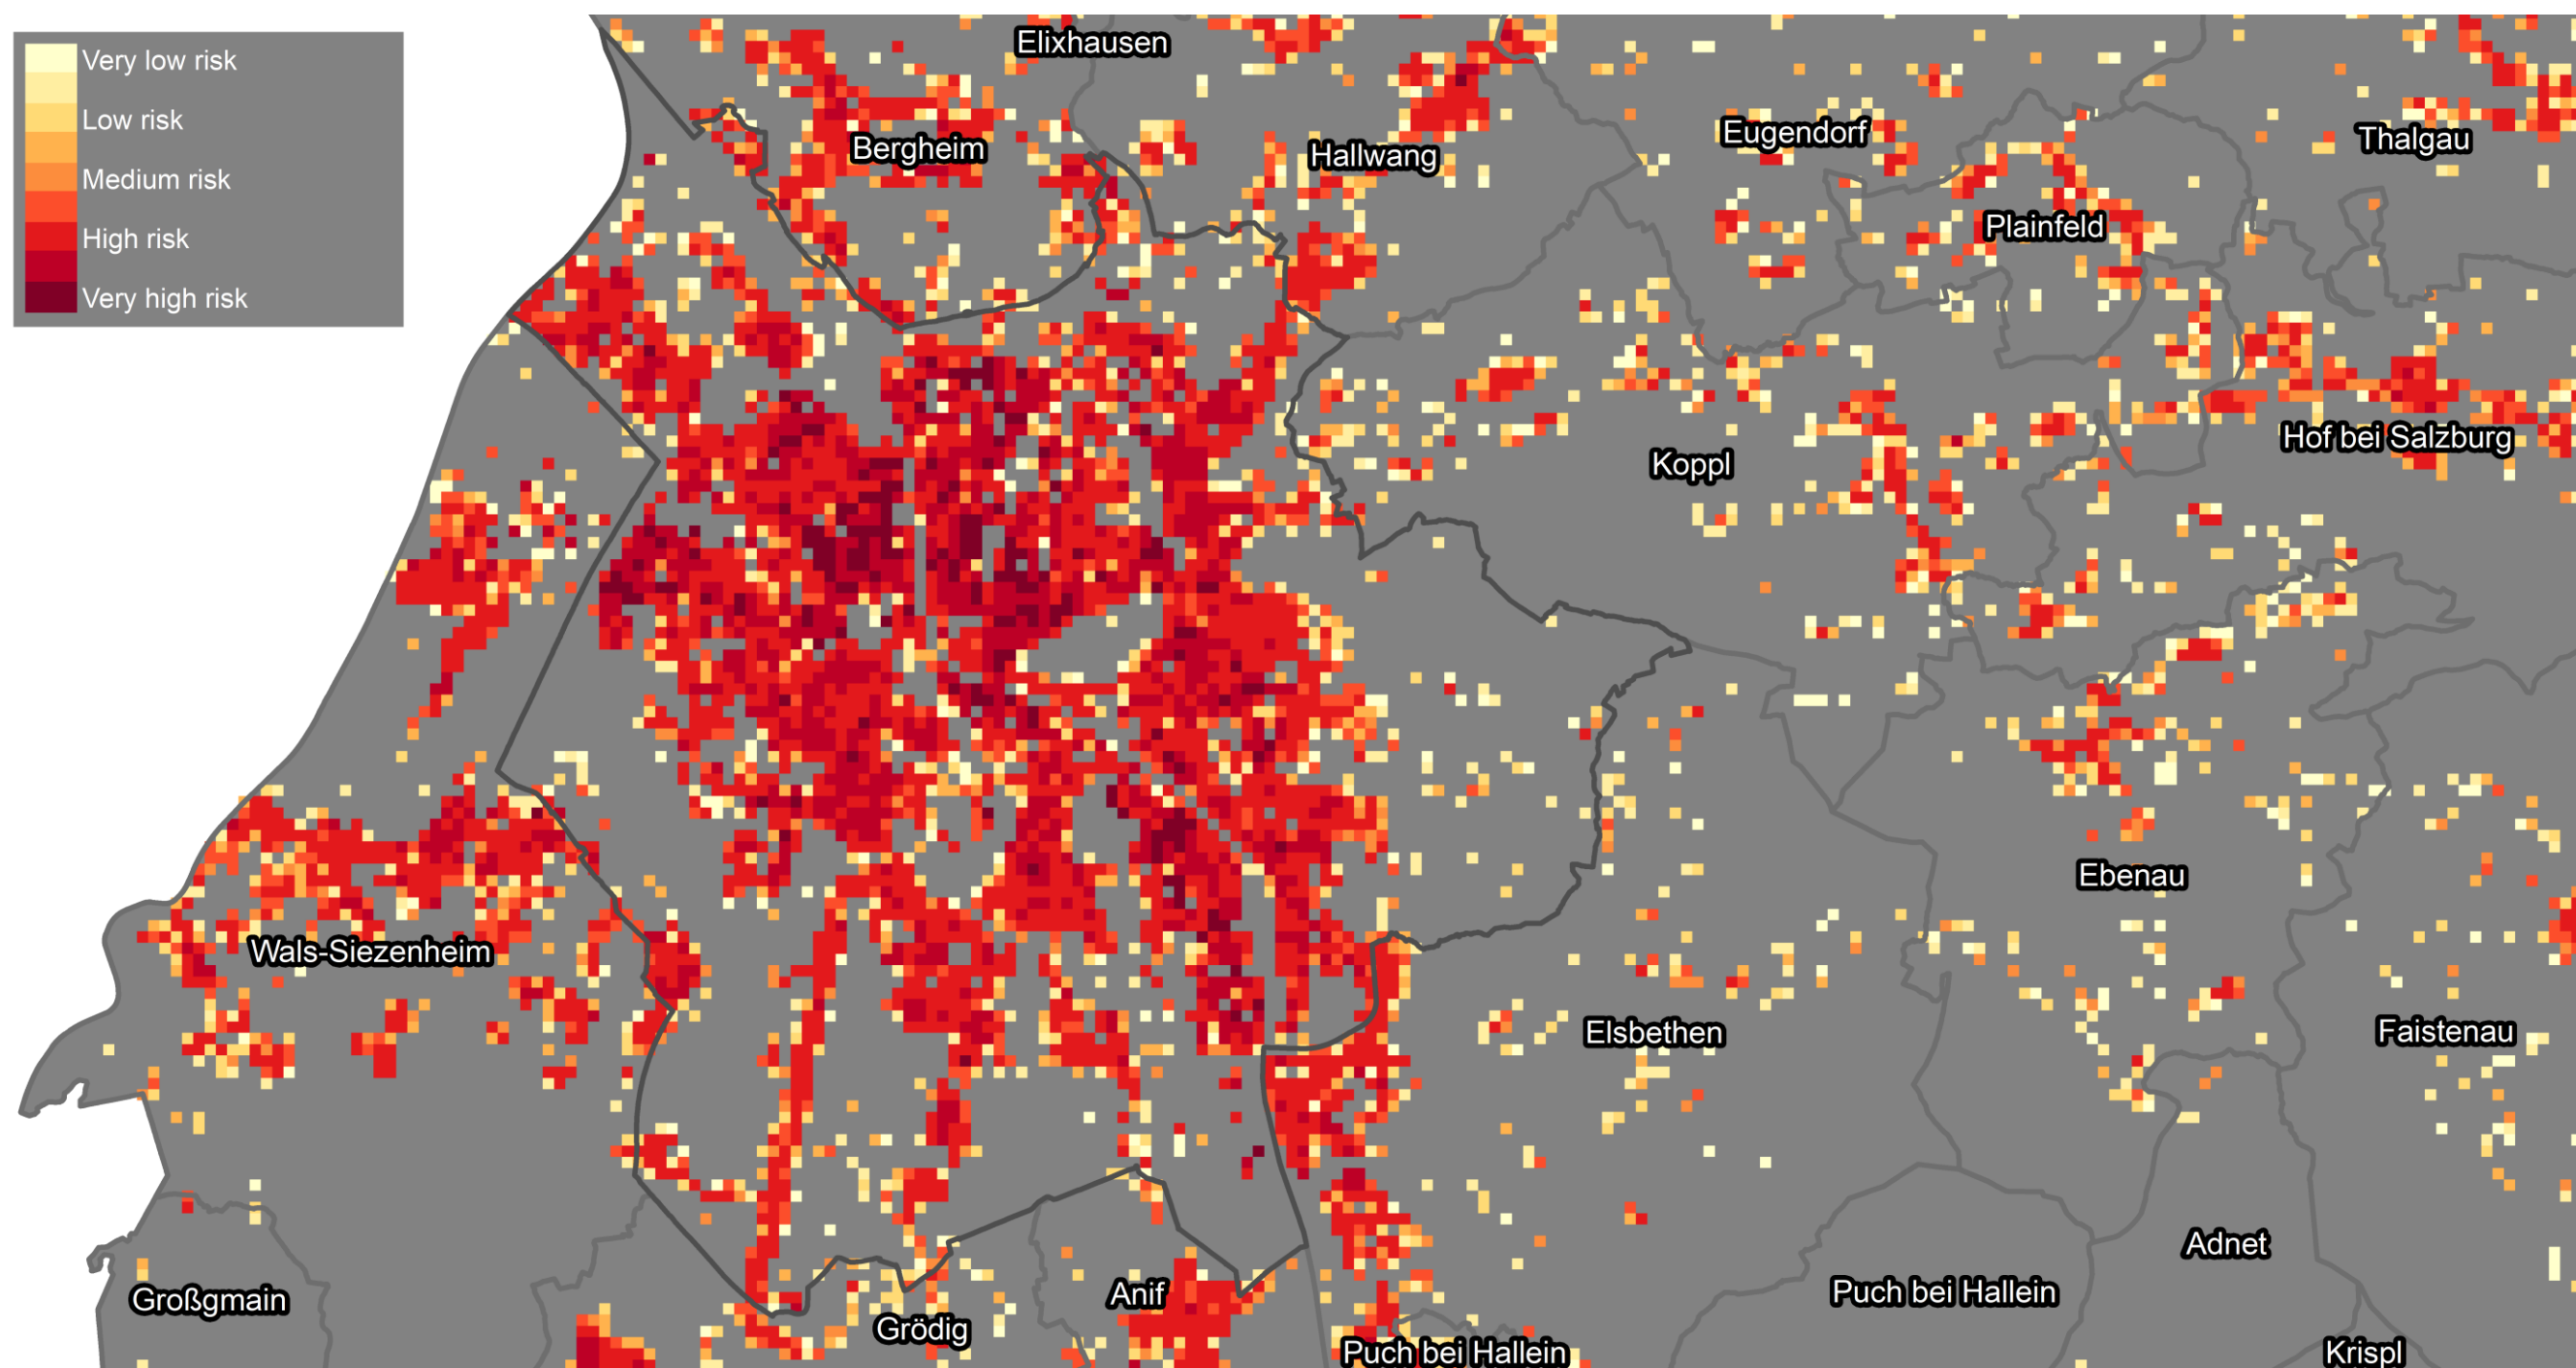 Very low risk
Low risk
Medium risk
High risk
Very high risk
Elixhausen
Bergheim
Hallwang
Eugendorf
Thalgau
Plainfeld
Koppl
Hof bei Salzburg
Ebenau
Wals-Siezenheim
Elsbethen
Faistenau
Adnet
Großgmain
Anif
Puch bei Hallein
Grödig
Puch bei Hallein
Krispl